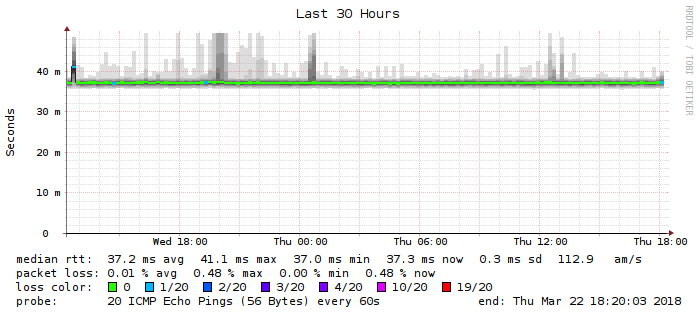 Last 30 Hours
RRDTOOL / TOBI OETIKER
Seconds
40 m
30 m
20 m
10 m
0
Wed 18:00 Thu 00:00 Thu 06:00 Thu 12:00 Thu 18:00
median rtt: 37.2 ms avg 41.1 ms max 37.0 ms min 37.3 ms now 0.3 ms sd 112.9 am/s
packet loss: 0.01 % avg 0.48 % max 0.00 % min 0.48 % now
loss color: 0 1/20 2/20 3/20 4/20 10/20 19/20
probe: 20 ICMP Echo Pings (56 Bytes) every 60s end: Thu Mar 22 18:20:03 2018